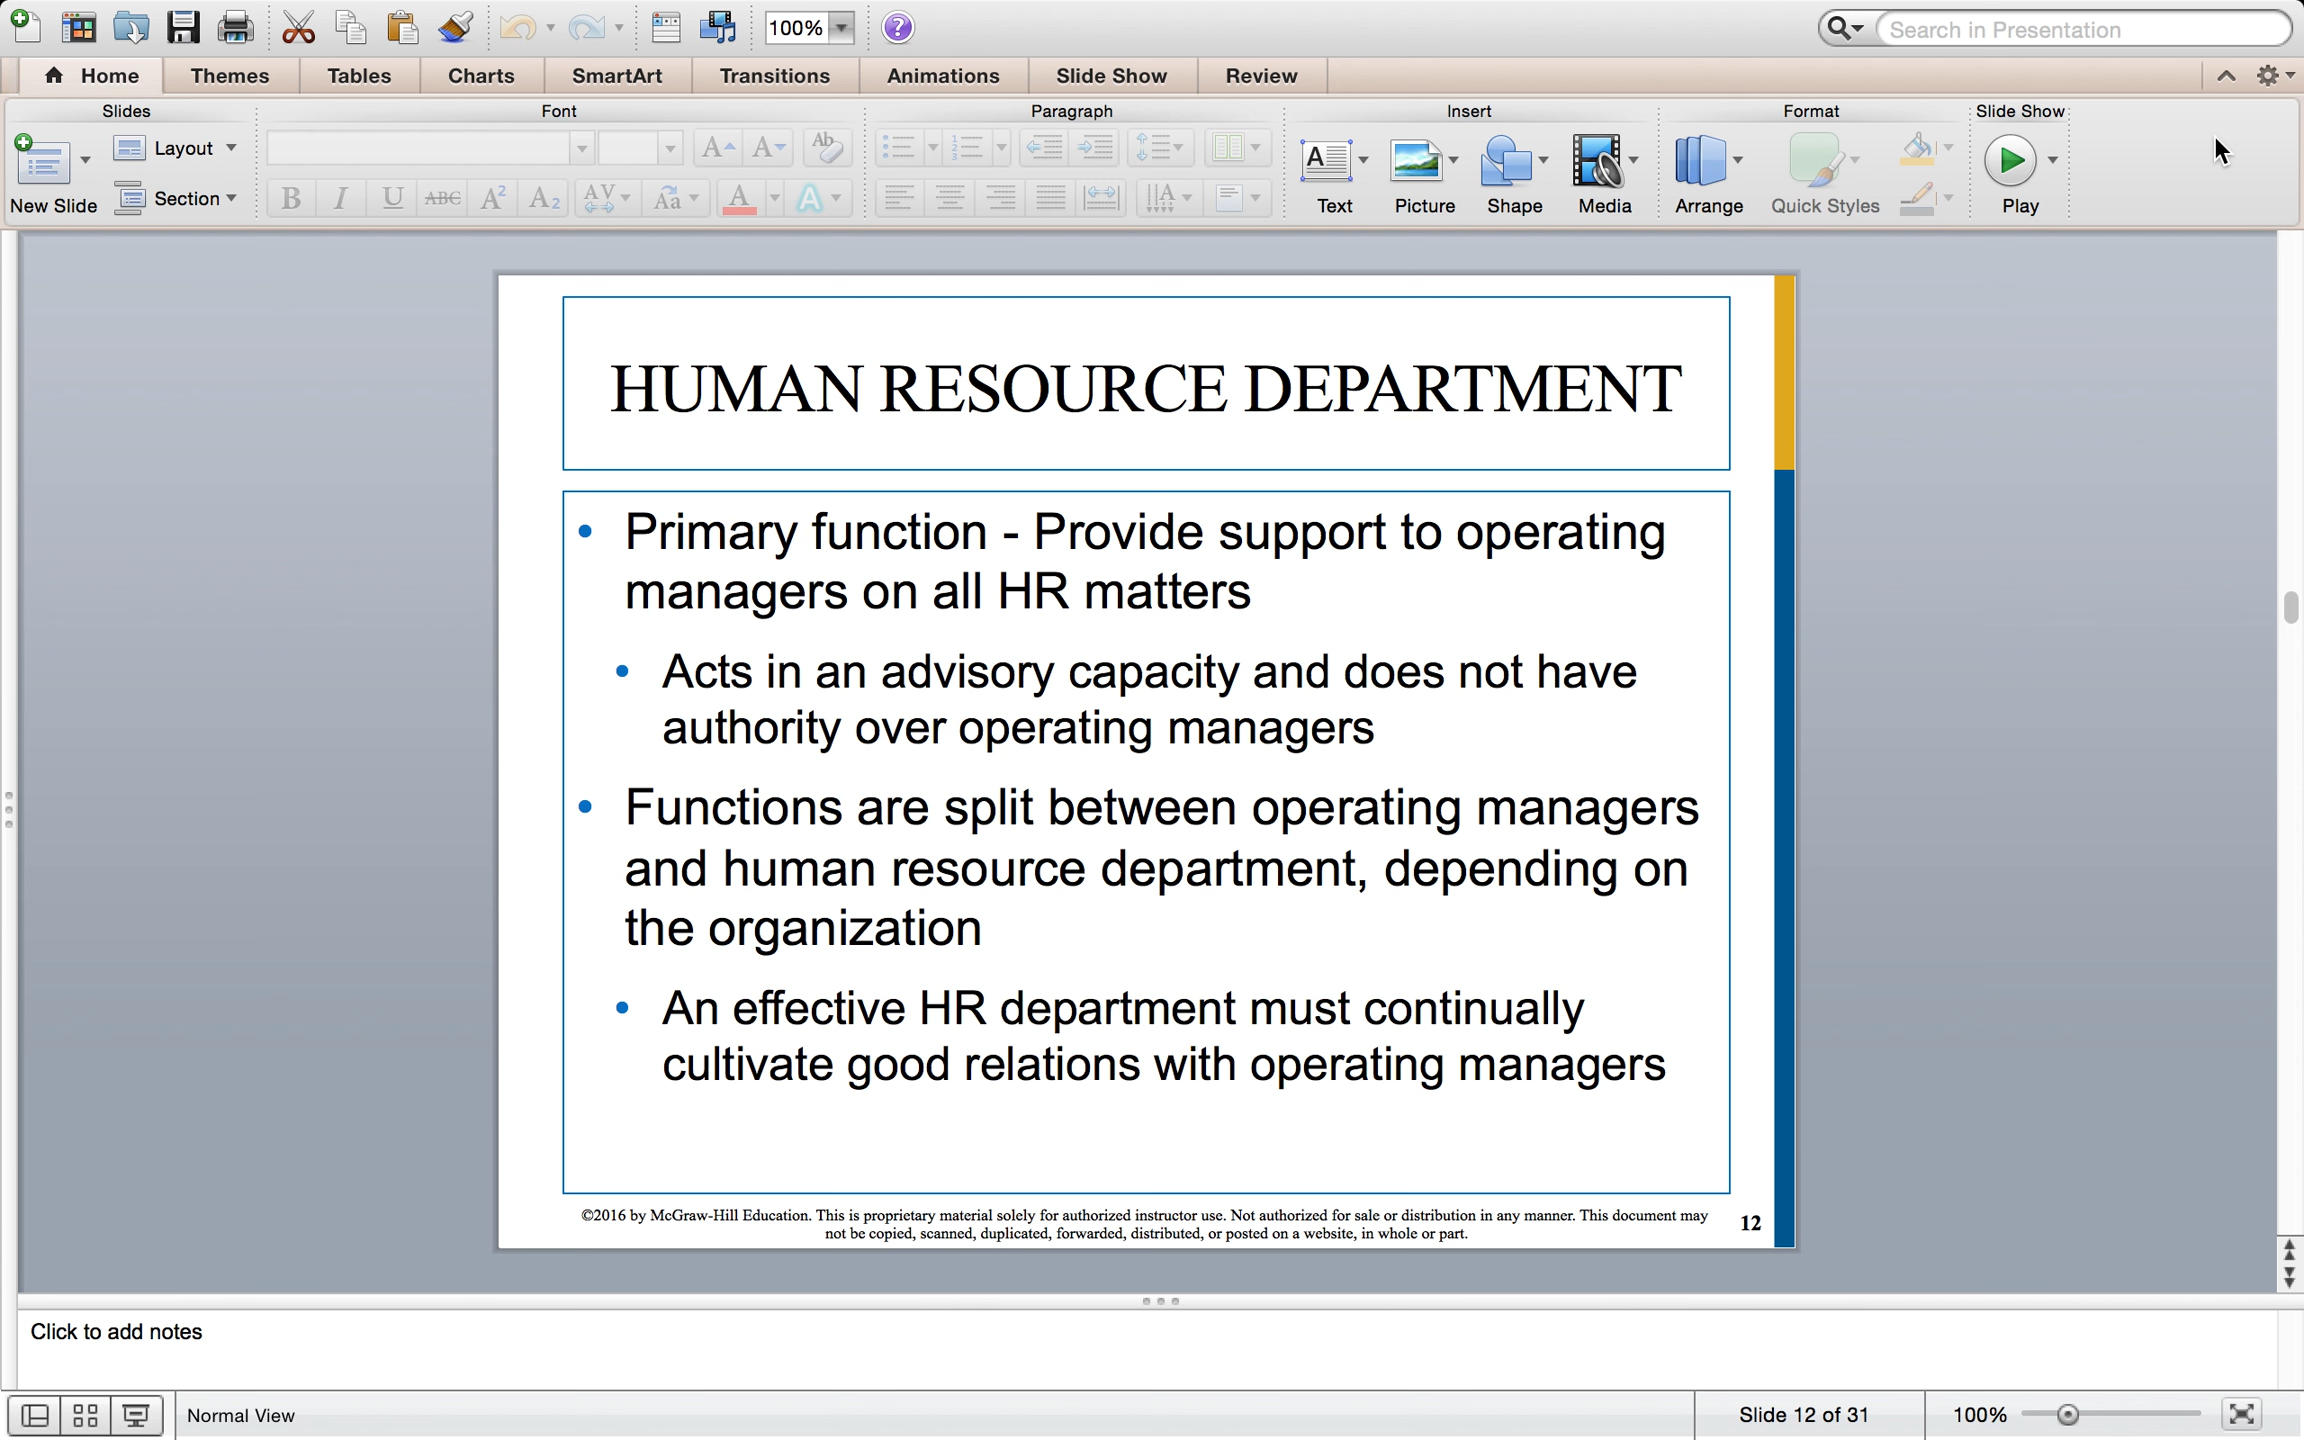 100%
Search in Presentation
Home Themes Tables Charts SmartArt Transitions Animations Slide Show Review
Slides Font Paragraph Insert Format Slide Show
Layout
Section
New Slide
Text Picture Shape Media Arrange Quick Styles Play
HUMAN RESOURCE DEPARTMENT
• Primary function - Provide support to operating
managers on all HR matters
• Acts in an advisory capacity and does not have
authority over operating managers
• Functions are split between operating managers
and human resource department, depending on
the organization
• An effective HR department must continually
cultivate good relations with operating managers
©2016 by McGraw-Hill Education. This is proprietary material solely for authorized instructor use. Not authorized for sale or distribution in any manner. This document may
not be copied, scanned, duplicated, forwarded, distributed, or posted on a website, in whole or part.
12
Click to add notes
Normal View Slide 12 of 31 100%